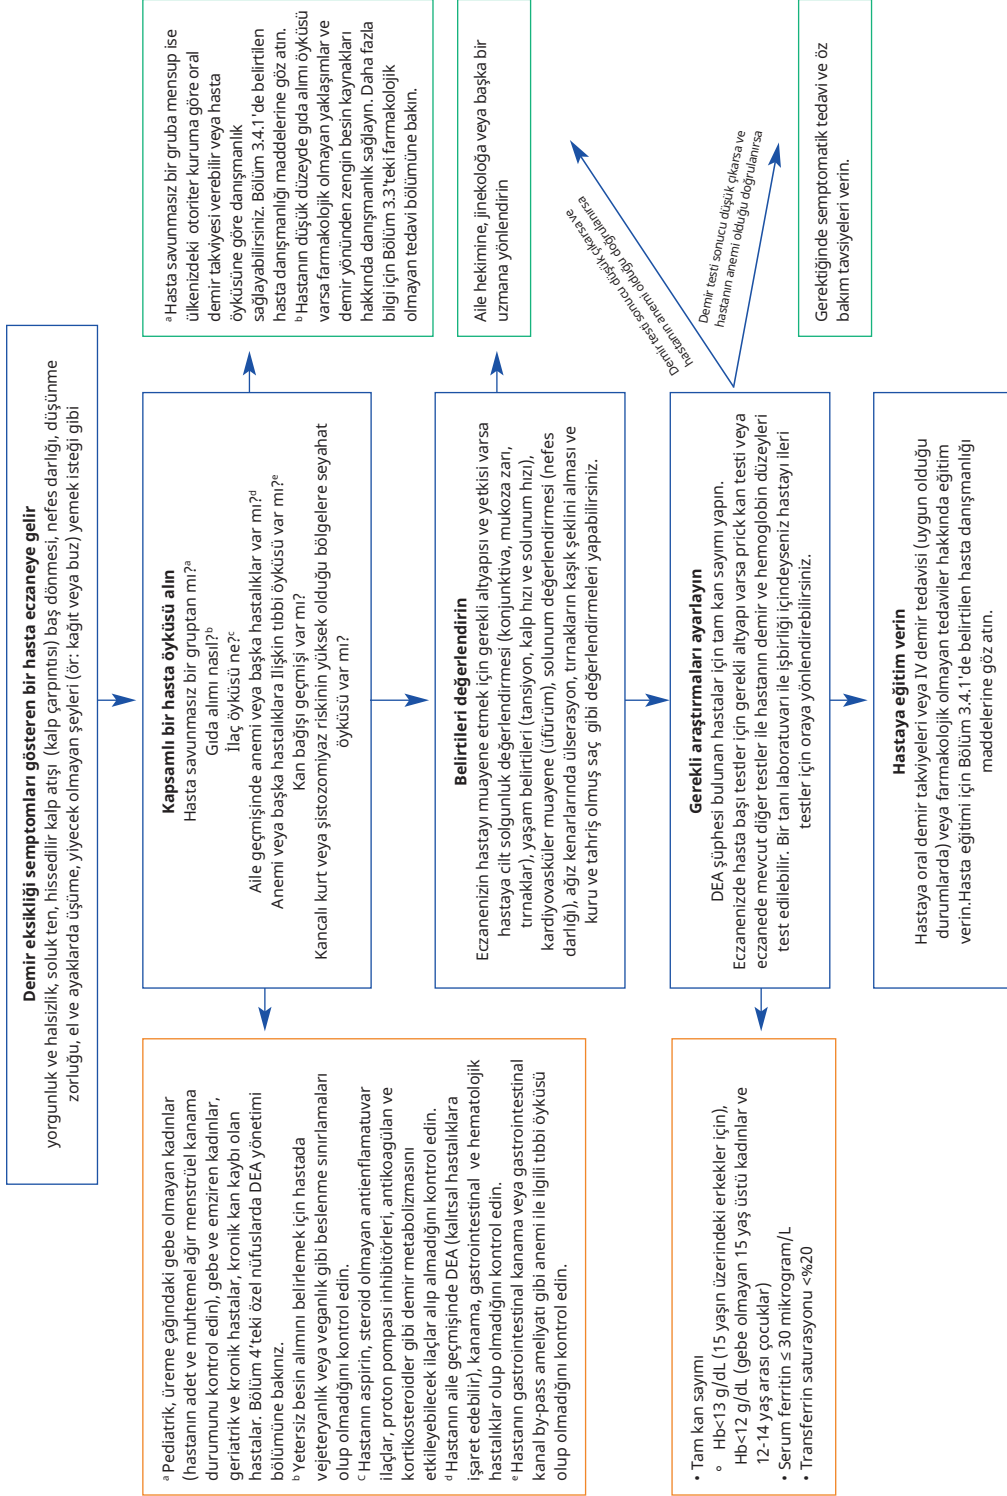 Demir eksikliği semptomları gösteren bir hasta eczaneye gelir
yorgunluk ve halsizlik, soluk ten, hissedilir kalp atışı (kalp çarpıntısı) baş dönmesi, nefes darlığı, düşünme
zorluğu, el ve ayaklarda üşüme, yiyecek olmayan şeyleri (ör: kağıt veya buz) yemek isteği gibi
Kapsamlı bir hasta öyküsü alın
Hasta savunmasız bir gruptan mı?ᵃ
Gıda alımı nasıl?ᵇ
İlaç öyküsü ne?ᶜ
Aile geçmişinde anemi veya başka hastalıklar var mı?ᵈ
Anemi veya başka hastalıklara İlişkin tıbbi öyküsü var mı?ᵉ
Kan bağışı geçmişi var mı?
Kancalı kurt veya şistozomiyaz riskinin yüksek olduğu bölgelere seyahat
öyküsü var mı?
ᵃ Pediatrik, üreme çağındaki gebe olmayan kadınlar
(hastanın adet ve muhtemel ağır menstrüel kanama
durumunu kontrol edin), gebe ve emziren kadınlar,
geriatrik ve kronik hastalar, kronik kan kaybı olan
hastalar. Bölüm 4'teki özel nüfuslarda DEA yönetimi
bölümüne bakınız.
ᵇ Yetersiz besin alımını belirlemek için hastada
vejeteryanlık veya veganlık gibi beslenme sınırlamaları
olup olmadığını kontrol edin.
ᶜ Hastanın aspirin, steroid olmayan antienflamatuvar
ilaçlar, proton pompası inhibitörleri, antikoagülan ve
kortikosteroidler gibi demir metabolizmasını
etkileyebilecek ilaçlar alıp almadığını kontrol edin.
ᵈ Hastanın aile geçmişinde DEA (kalıtsal hastalıklara
işaret edebilir), kanama, gastrointestinal ve hematolojik
hastalıklar olup olmadığını kontrol edin.
ᵉ Hastanın gastrointestinal kanama veya gastrointestinal
kanal by-pass ameliyatı gibi anemi ile ilgili tıbbi öyküsü
olup olmadığını kontrol edin.
ᵃ Hasta savunmasız bir gruba mensup ise
ülkenizdeki otoriter kuruma göre oral
demir takviyesi verebilir veya hasta
öyküsüne göre danışmanlık
sağlayabilirsiniz. Bölüm 3.4.1'de belirtilen
hasta danışmanlığı maddelerine göz atın.
ᵇ Hastanın düşük düzeyde gıda alımı öyküsü
varsa farmakolojik olmayan yaklaşımlar ve
demir yönünden zengin besin kaynakları
hakkında danışmanlık sağlayın. Daha fazla
bilgi için Bölüm 3.3'teki farmakolojik
olmayan tedavi bölümüne bakın.
Belirtileri değerlendirin
Eczanenizin hastayı muayene etmek için gerekli altyapısı ve yetkisi varsa
hastaya cilt solgunluk değerlendirmesi (konjunktiva, mukoza zarı,
tırnaklar), yaşam belirtileri (tansiyon, kalp hızı ve solunum hızı),
kardiyovasküler muayene (üfürüm), solunum değerlendirmesi (nefes
darlığı), ağız kenarlarında ülserasyon, tırnakların kaşık şeklini alması ve
kuru ve tahriş olmuş saç gibi değerlendirmeleri yapabilirsiniz.
Aile hekimine, jinekoloğa veya başka bir
uzmana yönlendirin
Gerekli araştırmaları ayarlayın
DEA şüphesi bulunan hastalar için tam kan sayımı yapın.
Eczanenizde hasta başı testler için gerekli altyapı varsa prick kan testi veya
eczanede mevcut diğer testler ile hastanın demir ve hemoglobin düzeyleri
test edilebilir. Bir tanı laboratuvarı ile işbirliği içindeyseniz hastayı ileri
testler için oraya yönlendirebilirsiniz.
• Tam kan sayımı
° Hb<13 g/dL (15 yaşın üzerindeki erkekler için),
Hb<12 g/dL (gebe olmayan 15 yaş üstü kadınlar ve
12-14 yaş arası çocuklar)
• Serum ferritin ≤ 30 mikrogram/L
• Transferrin saturasyonu <%20
Demir testi sonucu düşük çıkarsa ve
hastanın anemi olduğu doğrulanırsa
Demir testi sonucu düşük çıkarsa ve
hastanın anemi olduğu doğrulanırsa
Gerektiğinde semptomatik tedavi ve öz
bakım tavsiyeleri verin.
Hastaya eğitim verin
Hastaya oral demir takviyeleri veya IV demir tedavisi (uygun olduğu
durumlarda) veya farmakolojik olmayan tedaviler hakkında eğitim
verin.Hasta eğitimi için Bölüm 3.4.1'de belirtilen hasta danışmanlığı
maddelerine göz atın.